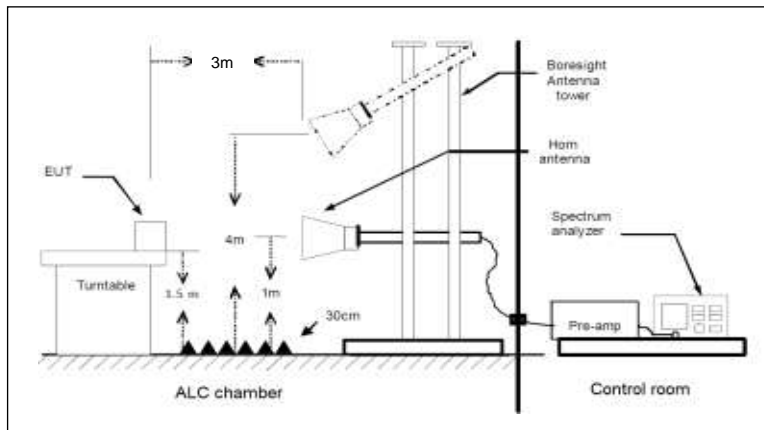 3m
Boresight
Antenna
tower
Horn
antenna
EUT
Spectrum
analyzer
4m
Turntable
1.5 m
1m
30cm
Pre-amp
ALC chamber
Control room